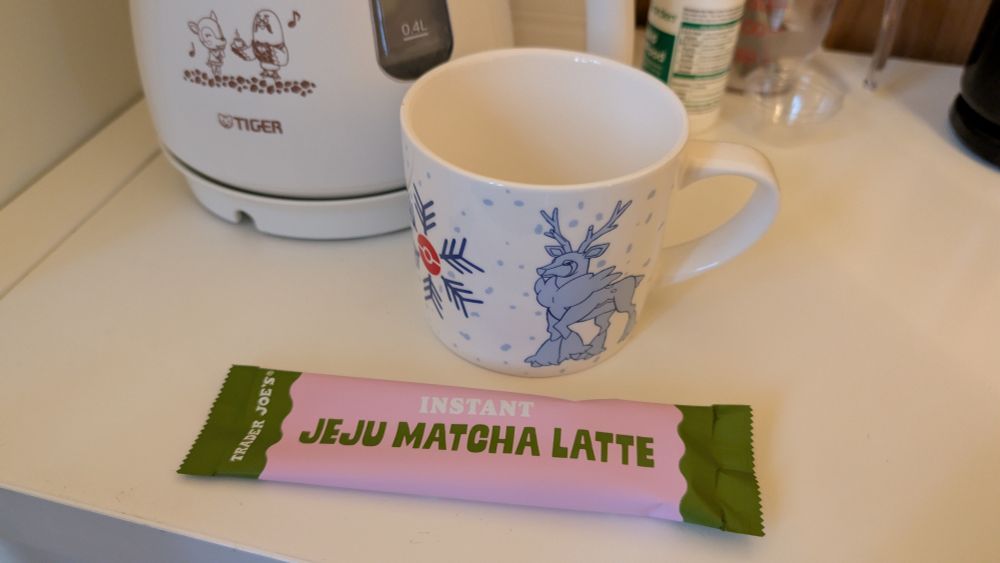 0.4L
TIGER
TRADER JOE'S
INSTANT
JEJU MATCHA LATTE